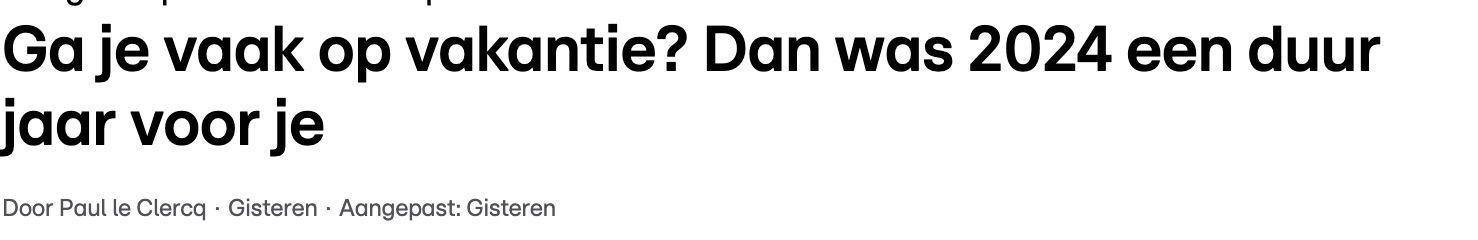 Ga je vaak op vakantie? Dan was 2024 een duur
jaar voor je
Door Paul le Clercq · Gisteren · Aangepast: Gisteren